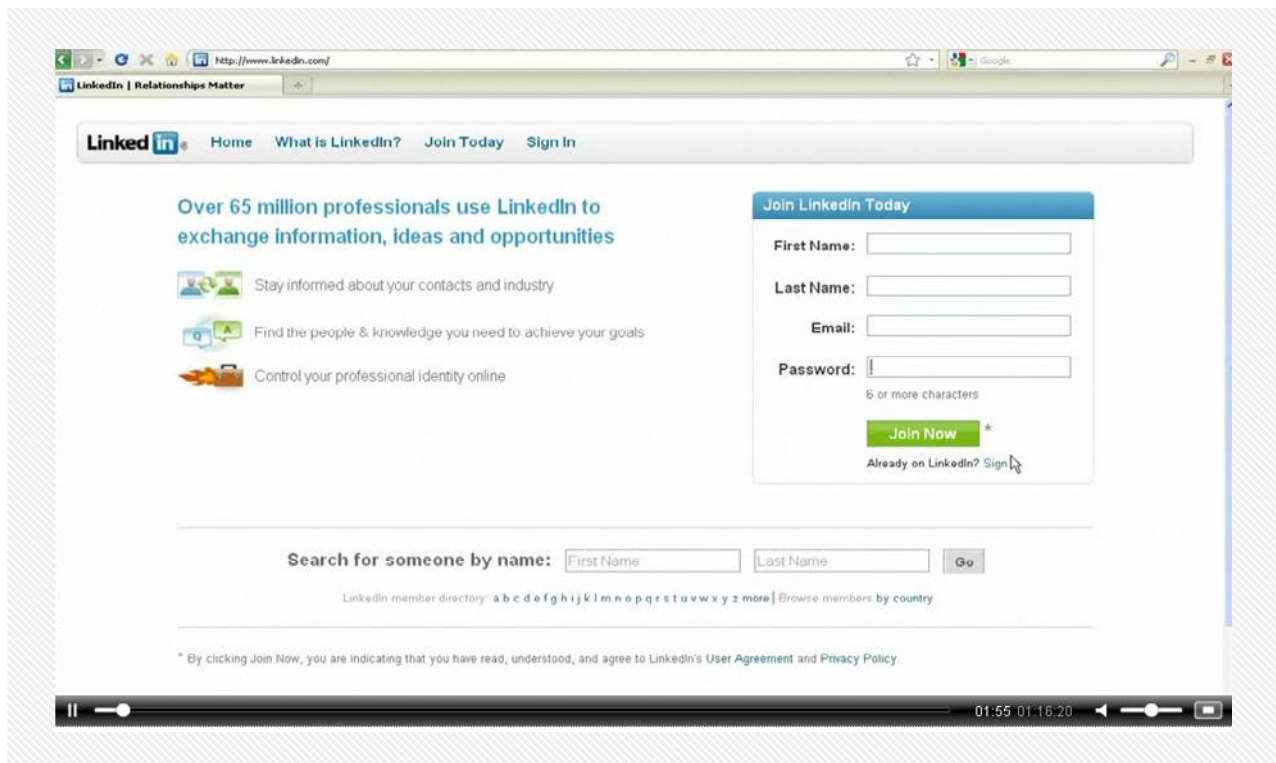 http://www.linkedin.com/
Google
LinkedIn | Relationships Matter
Linked in ® Home What is LinkedIn? Join Today Sign In
Over 65 million professionals use LinkedIn to
exchange information, ideas and opportunities
Stay informed about your contacts and industry
Q A
Find the people & knowledge you need to achieve your goals
Control your professional identity online
Join LinkedIn Today
First Name:
Last Name:
Email:
Password:
6 or more characters
Join Now *
Already on LinkedIn? Sign
Search for someone by name: First Name Last Name Go
LinkedIn member directory: a b c d e f g h i j k l m n o p q r s t u v w x y z more | Browse members by country
* By clicking Join Now, you are indicating that you have read, understood, and agree to LinkedIn's User Agreement and Privacy Policy.
01:55 01:16:20